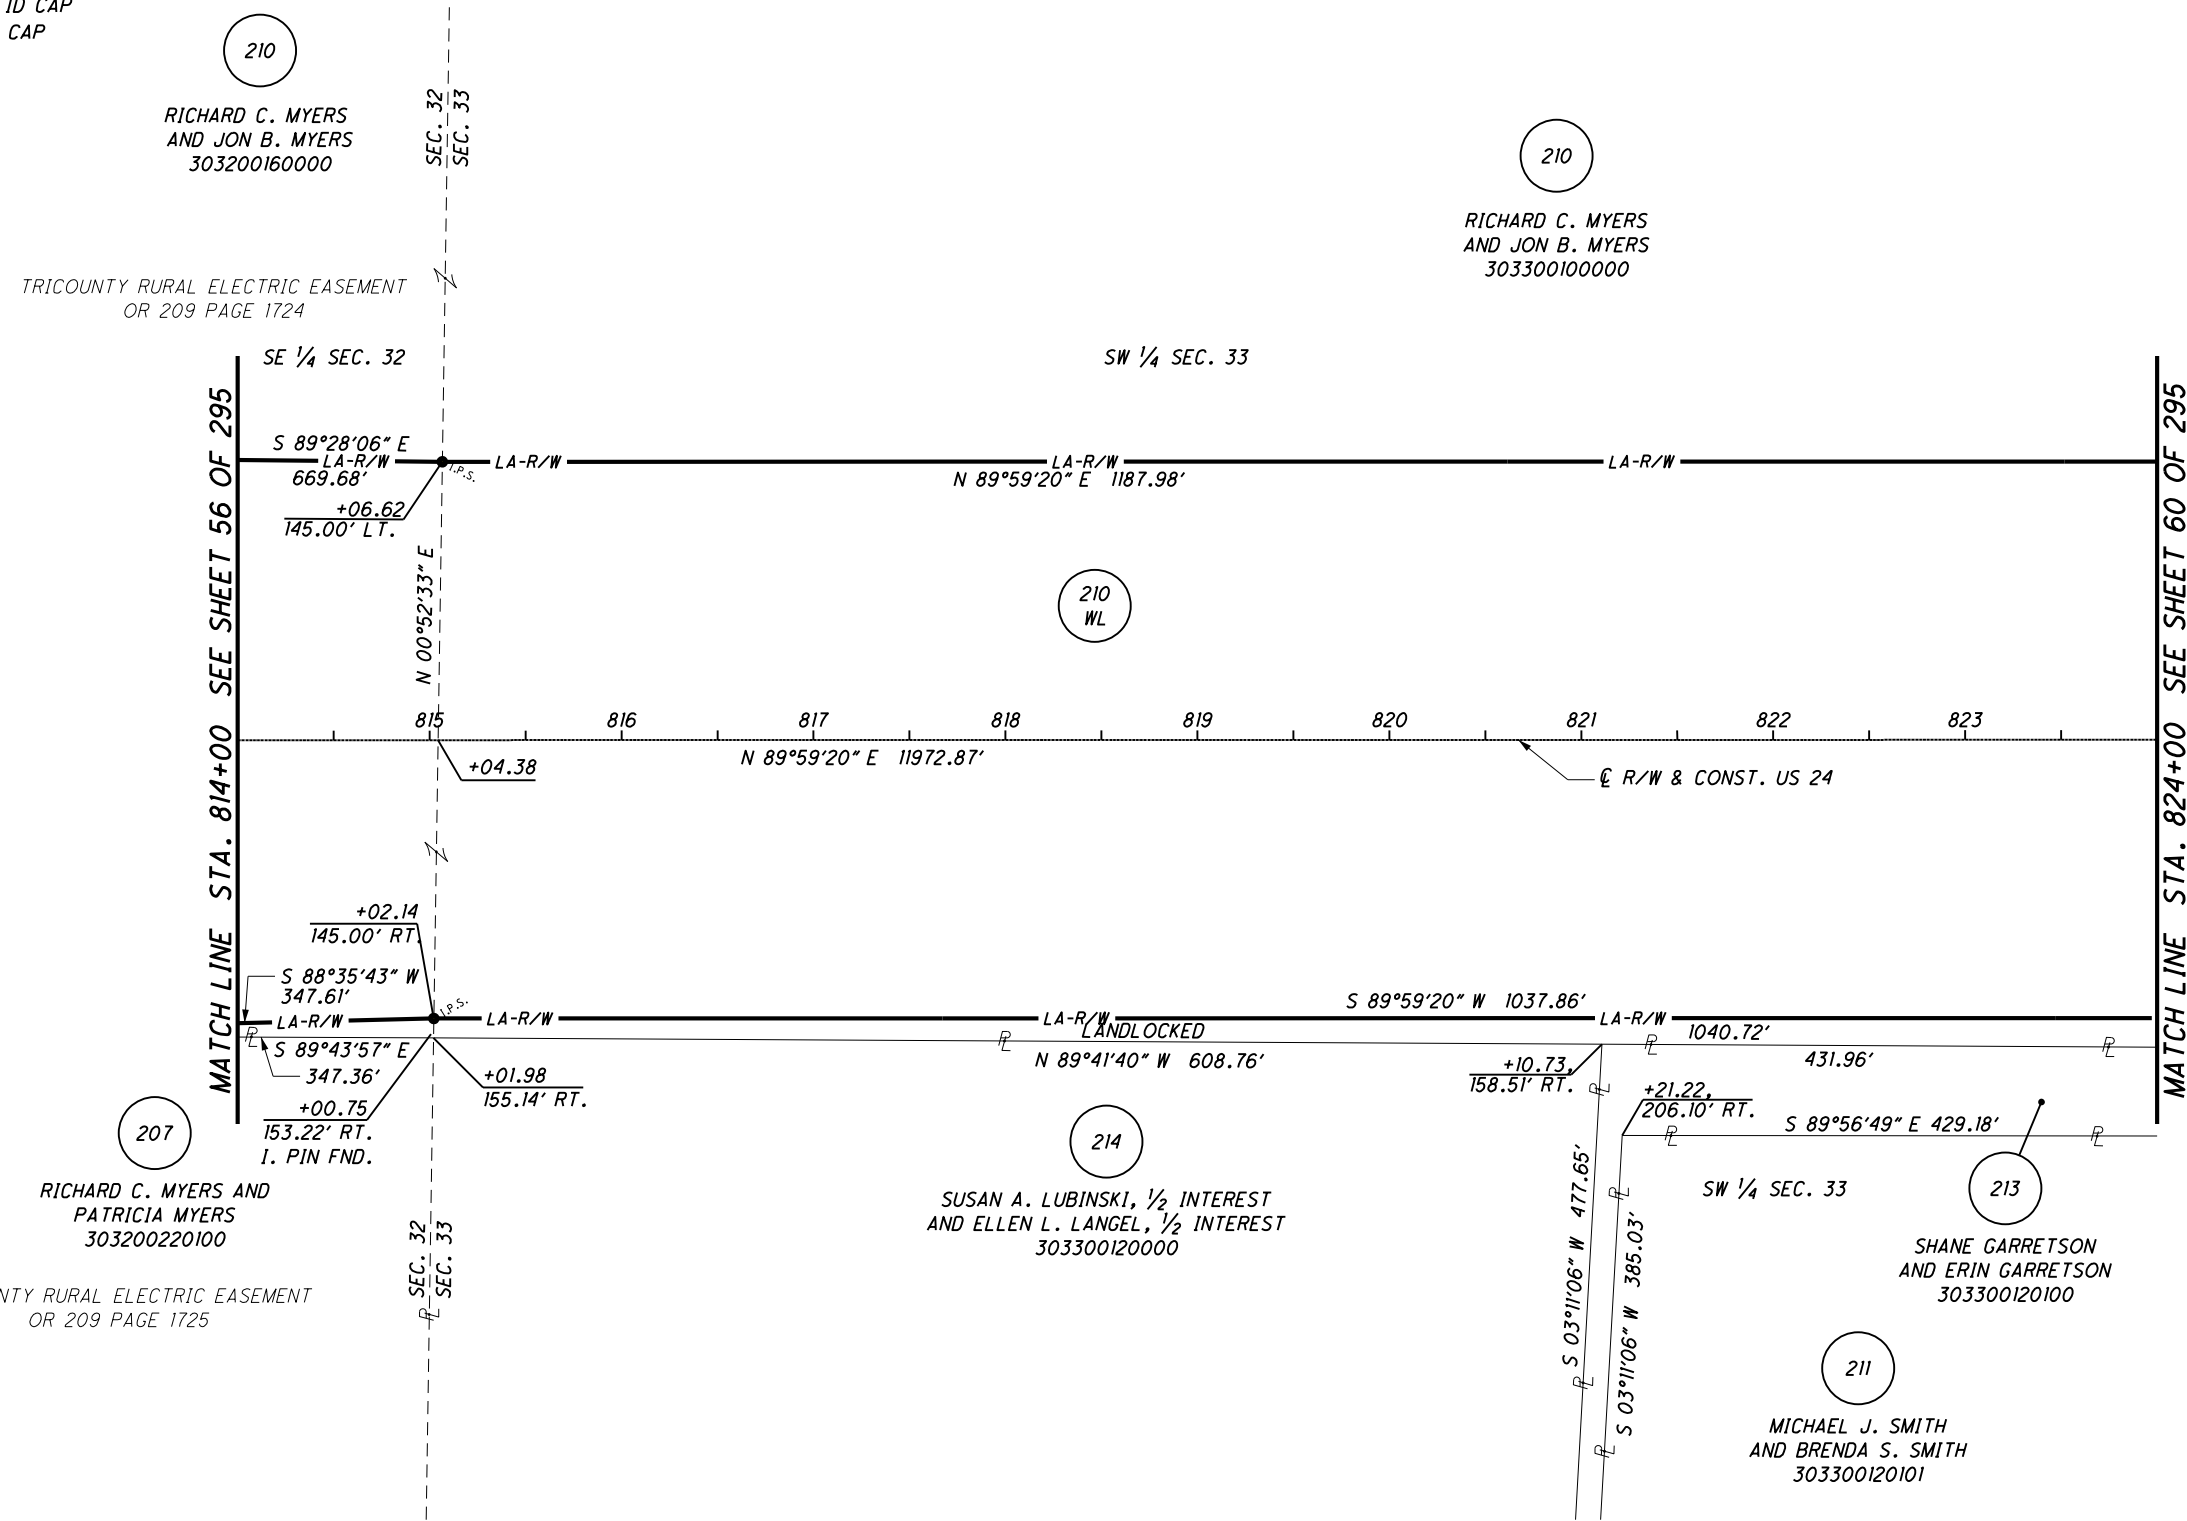 ID CAP
CAP
210
RICHARD C. MYERS
AND JON B. MYERS
303200160000
SEC. 32
SEC. 33
210
RICHARD C. MYERS
AND JON B. MYERS
303300100000
TRICOUNTY RURAL ELECTRIC EASEMENT
OR 209 PAGE 1724
SE 1/4 SEC. 32
SW 1/4 SEC. 33
MATCH LINE STA. 814+00 SEE SHEET 56 OF 295
MATCH LINE STA. 824+00 SEE SHEET 60 OF 295
S 89°28'06" E
LA-R/W
669.68'
I.P.S.
LA-R/W
LA-R/W
LA-R/W
N 89°59'20" E 1187.98'
+06.62
145.00' LT.
N 00°52'33" E
210
WL
815
816
817
818
819
820
821
822
823
N 89°59'20" E 11972.87'
+04.38
℄ R/W & CONST. US 24
+02.14
145.00' RT.
S 88°35'43" W
347.61'
I.P.S.
LA-R/W
LA-R/W
LA-R/W
LA-R/W
S 89°59'20" W 1037.86'
LANDLOCKED
1040.72'
PL
PL
PL
PL
S 89°43'57" E
347.36'
N 89°41'40" W 608.76'
431.96'
+10.73,
158.51' RT.
+01.98
155.14' RT.
+00.75
153.22' RT.
I. PIN FND.
PL
+21.22,
206.10' RT.
S 89°56'49" E 429.18'
PL
PL
207
RICHARD C. MYERS AND
PATRICIA MYERS
303200220100
214
SUSAN A. LUBINSKI, 1/2 INTEREST
AND ELLEN L. LANGEL, 1/2 INTEREST
303300120000
S 03°11'06" W 477.65'
PL
S 03°11'06" W 385.03'
PL
PL
SW 1/4 SEC. 33
213
SHANE GARRETSON
AND ERIN GARRETSON
303300120100
SEC. 32
SEC. 33
PL
NTY RURAL ELECTRIC EASEMENT
OR 209 PAGE 1725
211
MICHAEL J. SMITH
AND BRENDA S. SMITH
303300120101